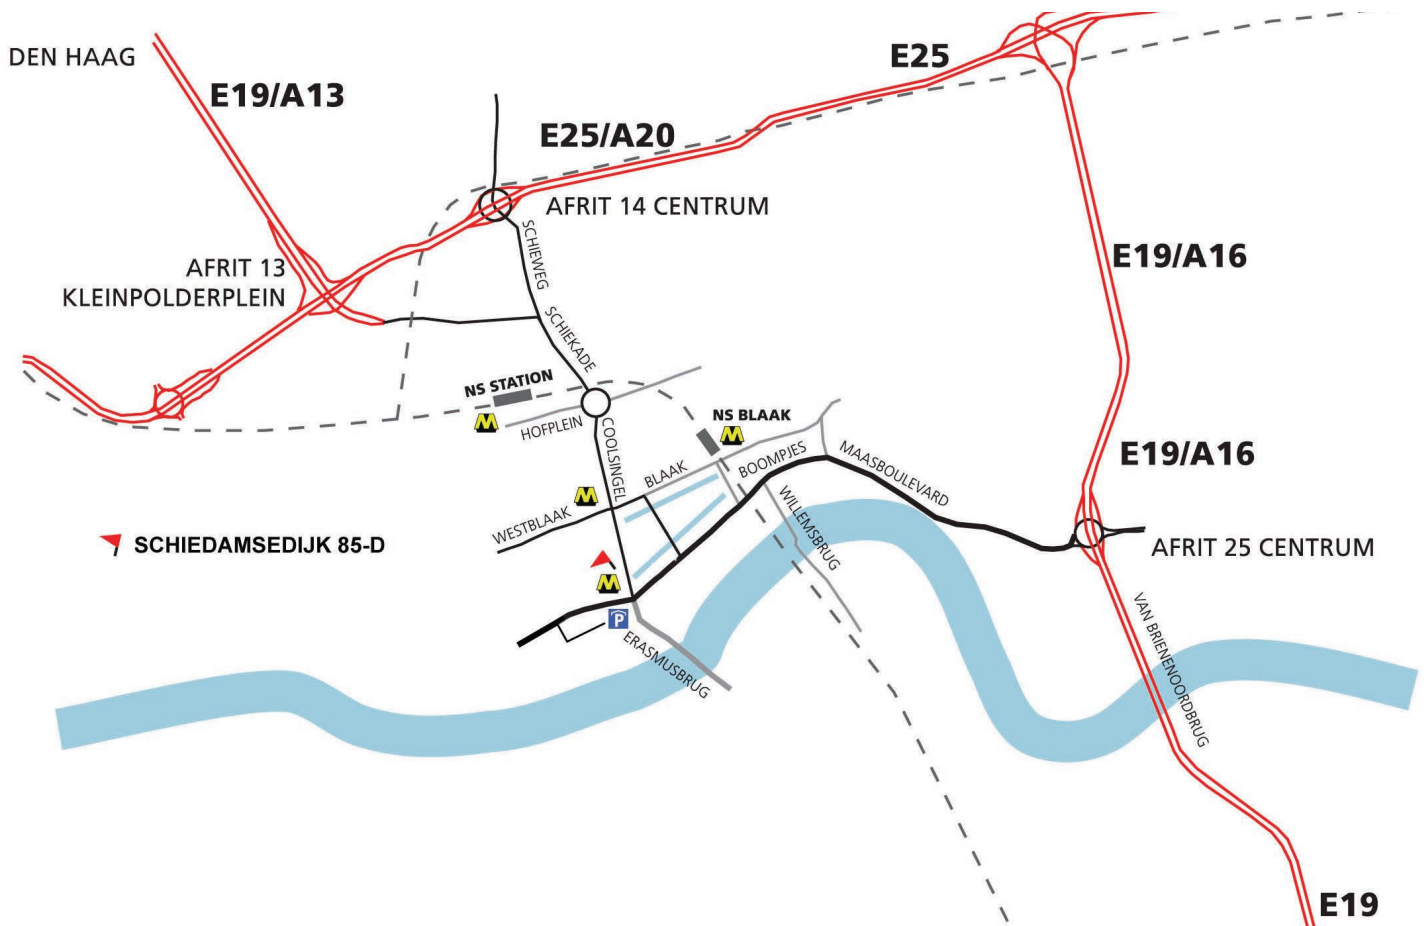 DEN HAAG
E19/A13
E25
E25/A20
AFRIT 14 CENTRUM
SCHIEWEG
E19/A16
AFRIT 13
KLEINPOLDERPLEIN
SCHIEKADE
NS STATION
M
HOFPLEIN
COOLSINGEL
NS BLAAK
M
BLAAK
BOOMPJES
MAASBOULEVARD
E19/A16
M
WESTBLAAK
WILLEMSBRUG
SCHIEDAMSEDIJK 85-D
AFRIT 25 CENTRUM
M
P
ERASMUSBRUG
VAN BRIENENOORDBRUG
E19